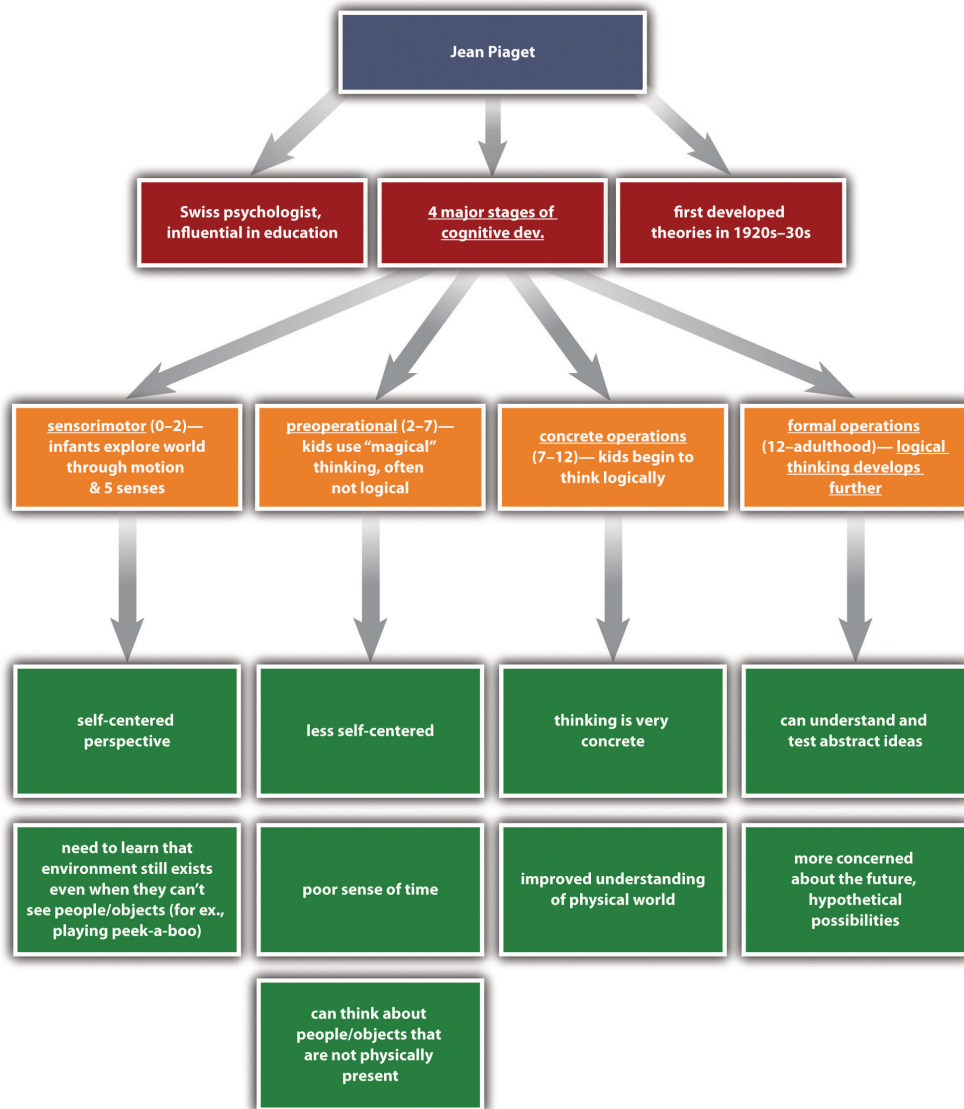 Jean Piaget
Swiss psychologist,
influential in education
4 major stages of
cognitive dev.
first developed
theories in 1920s–30s
sensorimotor (0–2)—
infants explore world
through motion
& 5 senses
preoperational (2–7)—
kids use “magical”
thinking, often
not logical
concrete operations
(7–12)— kids begin to
think logically
formal operations
(12–adulthood)— logical
thinking develops
further
self-centered
perspective
less self-centered
thinking is very
concrete
can understand and
test abstract ideas
need to learn that
environment still exists
even when they can’t
see people/objects (for ex.,
playing peek-a-boo)
poor sense of time
improved understanding
of physical world
more concerned
about the future,
hypothetical
possibilities
can think about
people/objects that
are not physically
present